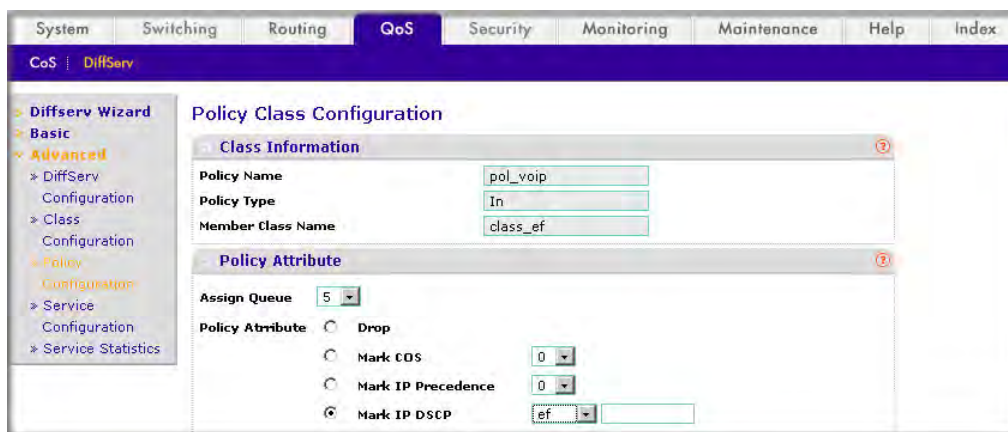 System Switching Routing QoS Security Monitoring Maintenance Help Index
CoS | DiffServ
Diffserv Wizard
Basic
Advanced
» DiffServ
Configuration
» Class
Configuration
» Policy
Configuration
» Service
Configuration
» Service Statistics
Policy Class Configuration
Class Information
Policy Name pol_voip
Policy Type In
Member Class Name class_ef
Policy Attribute
Assign Queue 5
Policy Attribute Drop
Mark COS 0
Mark IP Precedence 0
Mark IP DSCP ef